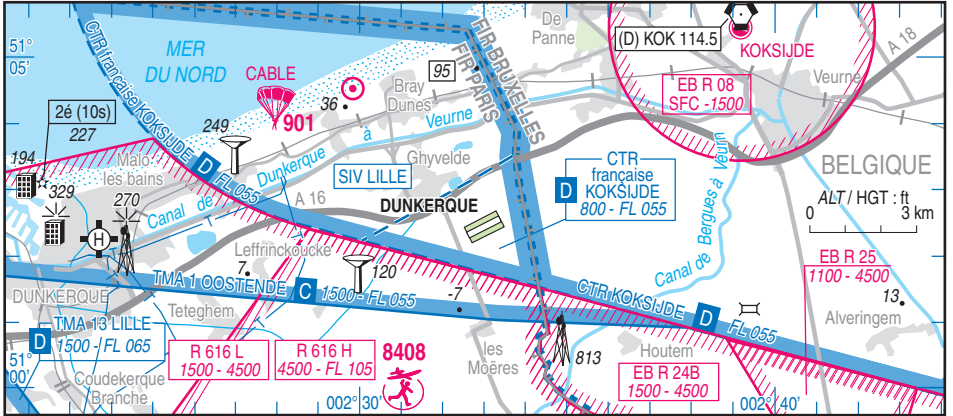 51°
05'
MER
DU NORD
CTR française KOKSIJDE
D
FL 055
CABLE
901
36
95
Bray
Dunes
FIR BRUXELLES
FIR PARIS
De
Panne
(D) KOK 114.5
KOKSIJDE
A 18
Veurne
EB R 08
SFC -1500
2é (10s)
227
249
194
329
270
Malo
les bains
Canal de Dunkerque à Veurne
Ghyvelde
SIV LILLE
A 16
DUNKERQUE
CTR
française
D
KOKSIJDE
800 - FL 055
BELGIQUE
ALT / HGT : ft
0
3 km
Canal de Bergues à Veurn
H
Leffrinckoucke
7
120
-7
TMA 1 OOSTENDE
C
1500 - FL 055
CTR KOKSIJDE
D
FL 055
EB R 25
1100 - 4500
13
Alveringem
DUNKERQUE
Teteghem
D
TMA 13 LILLE
1500 - FL 065
R 616 L
1500 - 4500
R 616 H
4500 - FL 105
8408
les
Moëres
813
Houtem
EB R 24B
1500 - 4500
51°
00'
Coudekerque
Branche
002° 30'
002° 40'